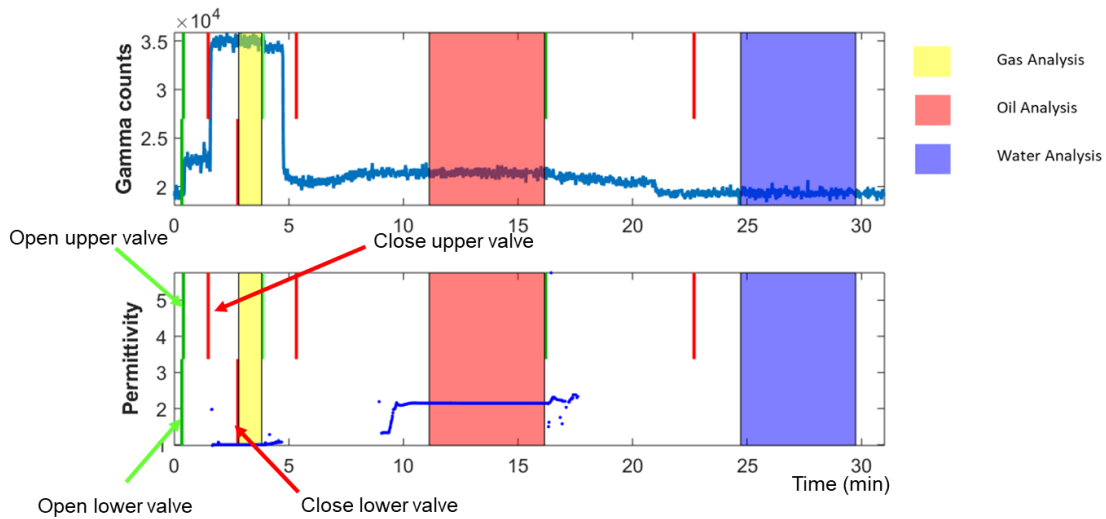 ×10⁴
3.5
3
2.5
2
Gamma counts
0 5 10 15 20 25 30
Gas Analysis
Oil Analysis
Water Analysis
Open upper valve
Close upper valve
5
4
3
2
1
Permittivity
0 5 10 15 20 25 30
Time (min)
Open lower valve
Close lower valve